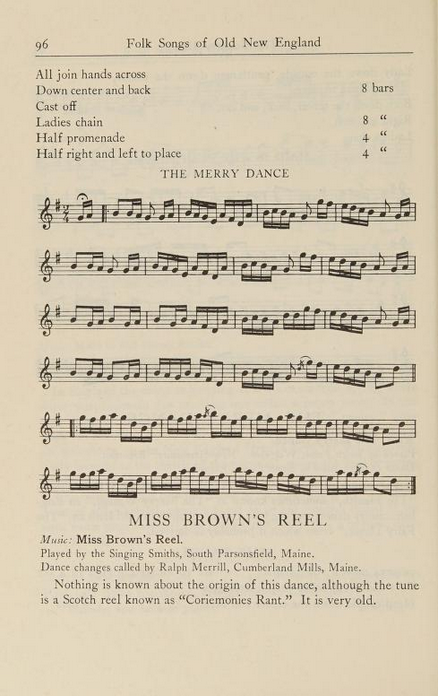 96 Folk Songs of Old New England
All join hands across
Down center and back 8 bars
Cast off
Ladies chain 8 "
Half promenade 4 "
Half right and left to place 4 "
THE MERRY DANCE
MISS BROWN'S REEL
Music: Miss Brown's Reel.
Played by the Singing Smiths, South Parsonsfield, Maine.
Dance changes called by Ralph Merrill, Cumberland Mills, Maine.
Nothing is known about the origin of this dance, although the tune
is a Scotch reel known as "Coriemonies Rant." It is very old.